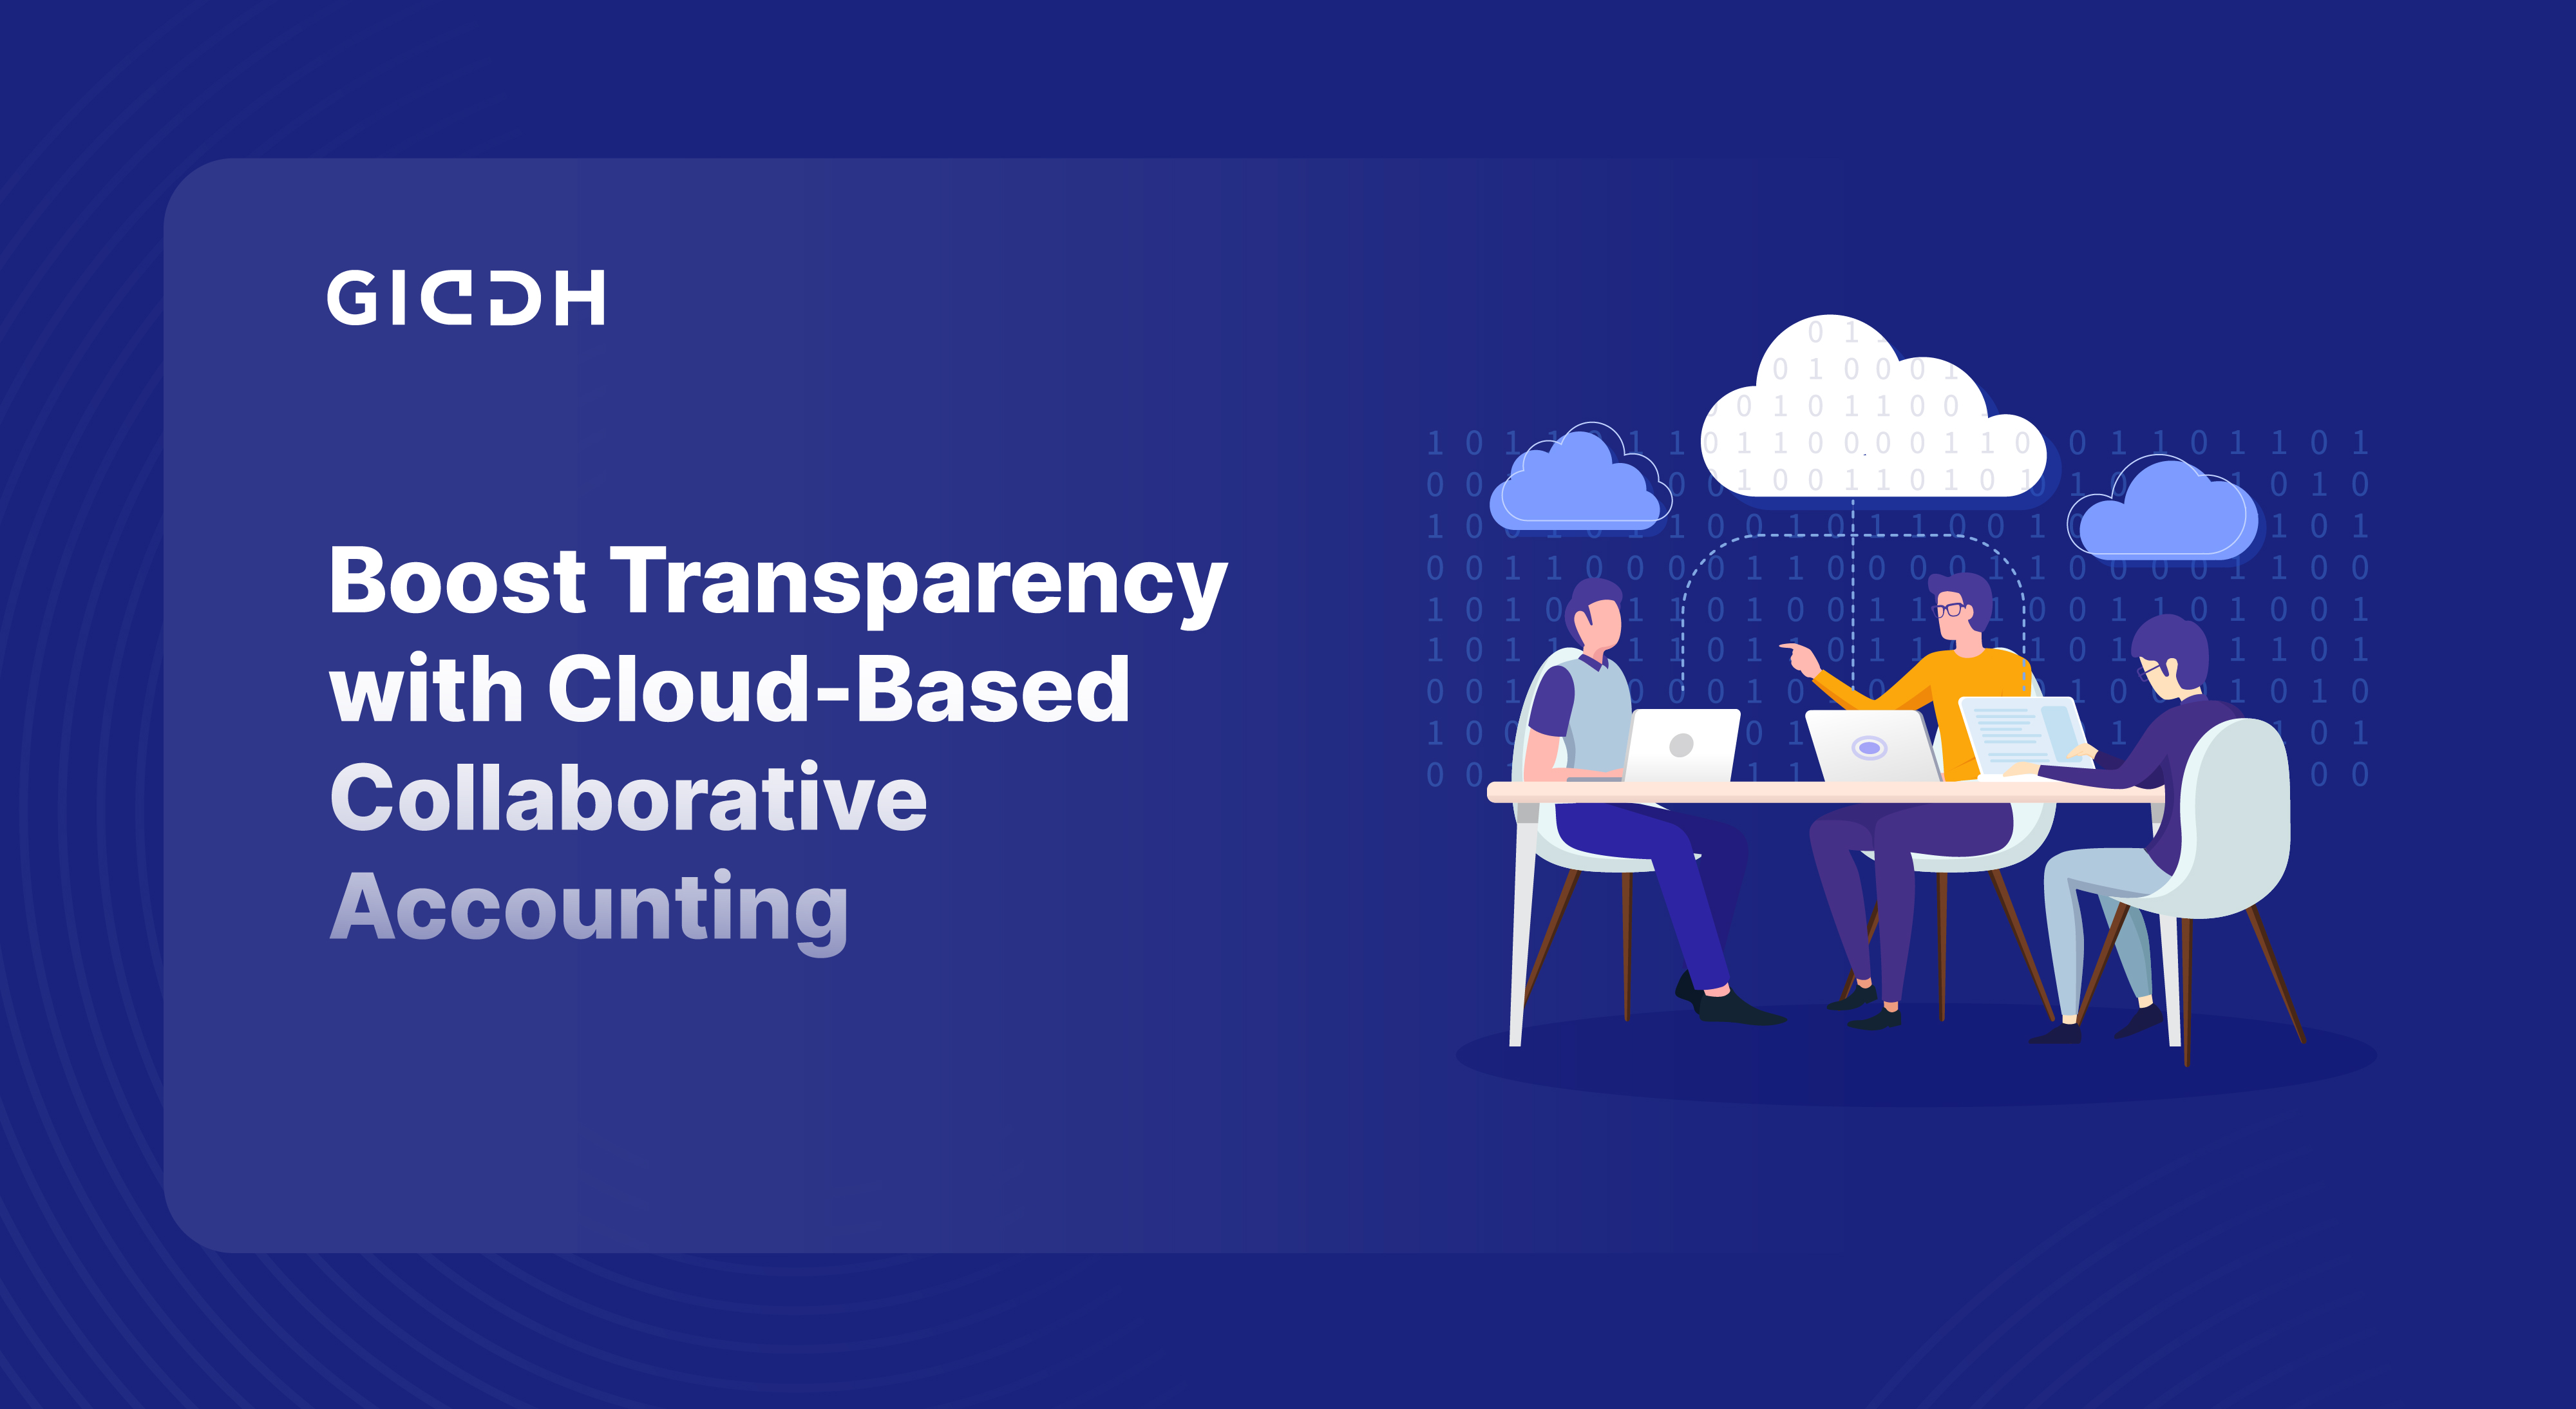 GIDDH
Boost Transparency
with Cloud-Based
Collaborative
Accounting